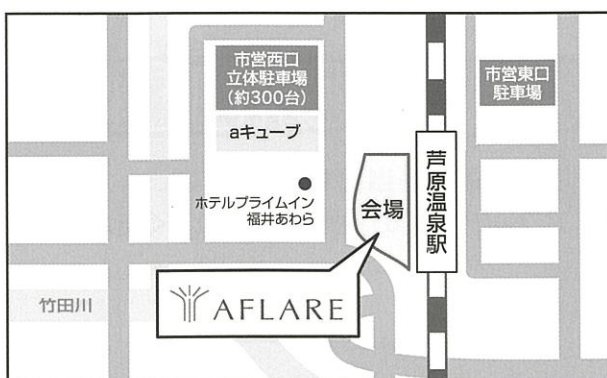 市営西口
立体駐車場
(約300台)
aキューブ
ホテルプライムイン
福井あわら
会場
芦原温泉駅
市営東口
駐車場
竹田川
AFLARE